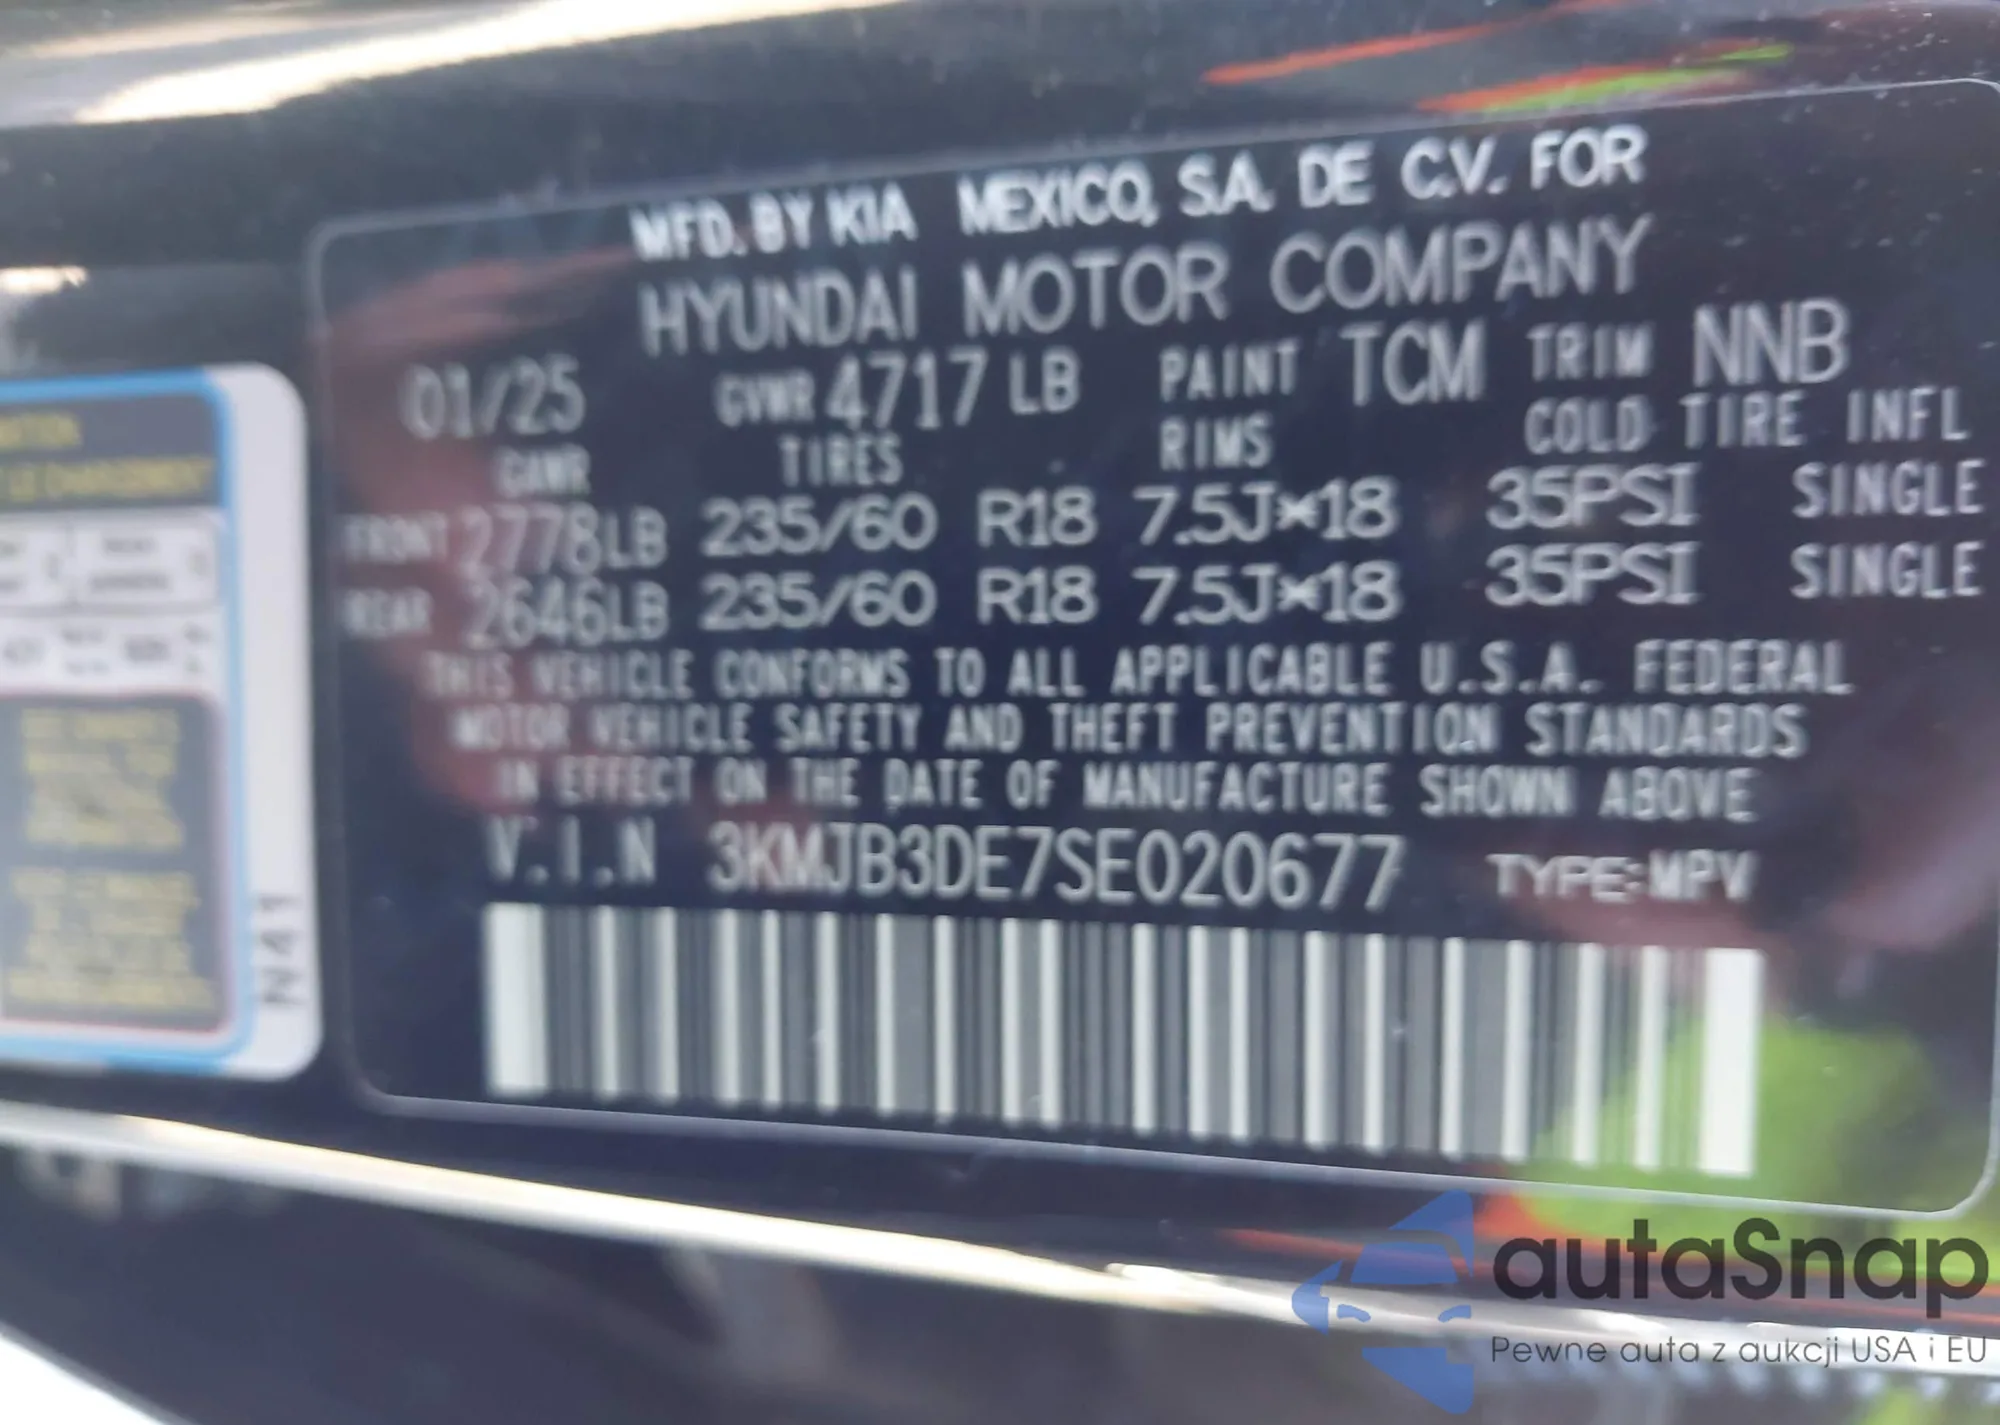 MFD. BY KIA MEXICO, S.A. DE C.V. FOR
HYUNDAI MOTOR COMPANY
01/25 GVWR 4717 LB PAINT TCM TRIM NNB
GAWR TIRES RIMS COLD TIRE INFL
FRONT 2778LB 235/60 R18 7.5J×18 35PSI SINGLE
REAR 2646LB 235/60 R18 7.5J×18 35PSI SINGLE
THIS VEHICLE CONFORMS TO ALL APPLICABLE U.S.A. FEDERAL
MOTOR VEHICLE SAFETY AND THEFT PREVENTION STANDARDS
IN EFFECT ON THE DATE OF MANUFACTURE SHOWN ABOVE
V.I.N 3KMJB3DE7SE020677 TYPE:MPV
N41
autaSnap
Pewne auta z aukcji USA i EU